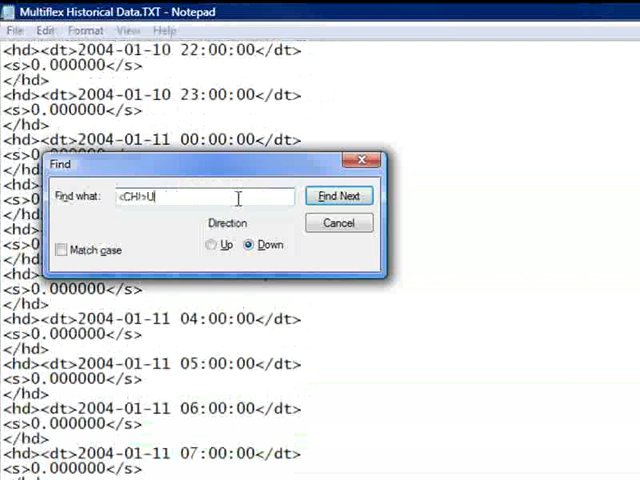 Multiflex Historical Data.TXT - Notepad
File Edit Format View Help
<hd><dt>2004-01-10 22:00:00</dt>
<s>0.000000</s>
</hd>
<hd><dt>2004-01-10 23:00:00</dt>
<s>0.000000</s>
</hd>
<hd><dt>2004-01-11 00:00:00</dt>
Find
Find what: <CHI>U
Find Next
Direction
Cancel
Up Down
Match case
<s>0.000000</s>
</hd>
<hd><dt>2004-01-11 04:00:00</dt>
<s>0.000000</s>
</hd>
<hd><dt>2004-01-11 05:00:00</dt>
<s>0.000000</s>
</hd>
<hd><dt>2004-01-11 06:00:00</dt>
<s>0.000000</s>
</hd>
<hd><dt>2004-01-11 07:00:00</dt>
<s>0.000000</s>